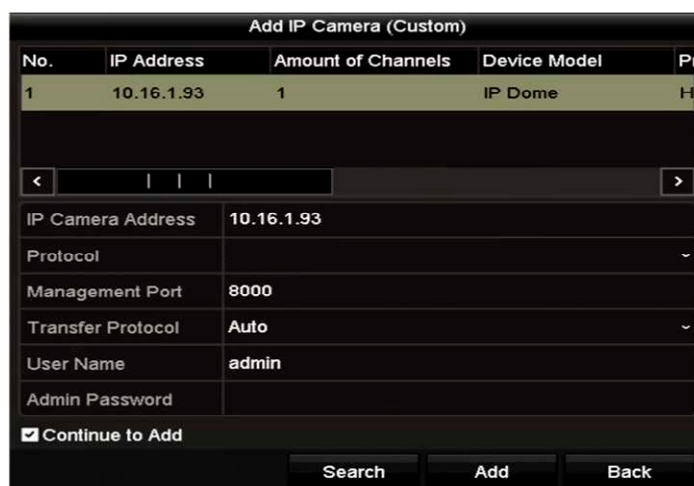 Add IP Camera (Custom)
No. IP Address Amount of Channels Device Model P
1 10.16.1.93 1 IP Dome H
IP Camera Address 10.16.1.93
Protocol
Management Port 8000
Transfer Protocol Auto
User Name admin
Admin Password
Continue to Add
Search Add Back